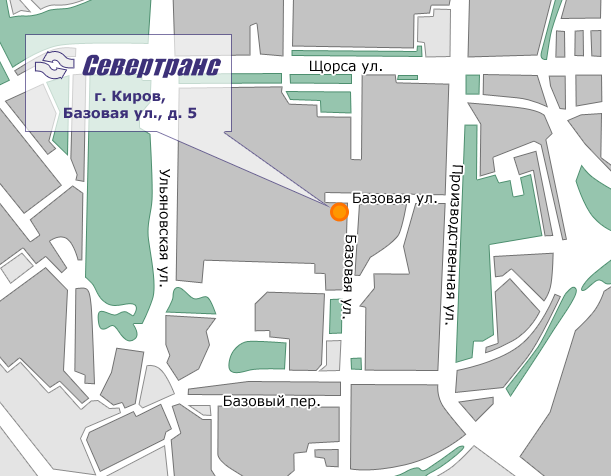 Севертранс
г. Киров,
Базовая ул., д. 5
Щорса ул.
Базовая ул.
Ульяновская ул.
Базовая ул.
Производственная ул.
Базовый пер.